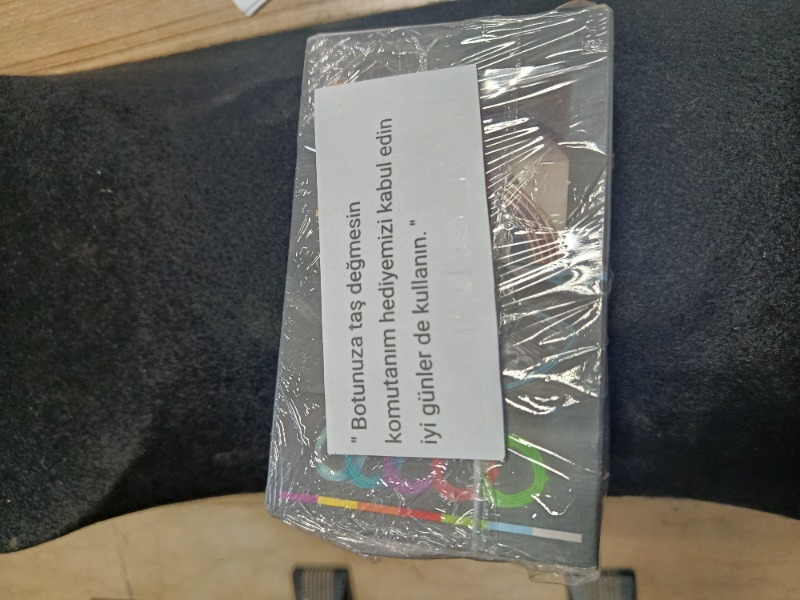 " Botunuza taş değmesin
komutanım hediyemizi kabul edin
iyi günler de kullanın. "